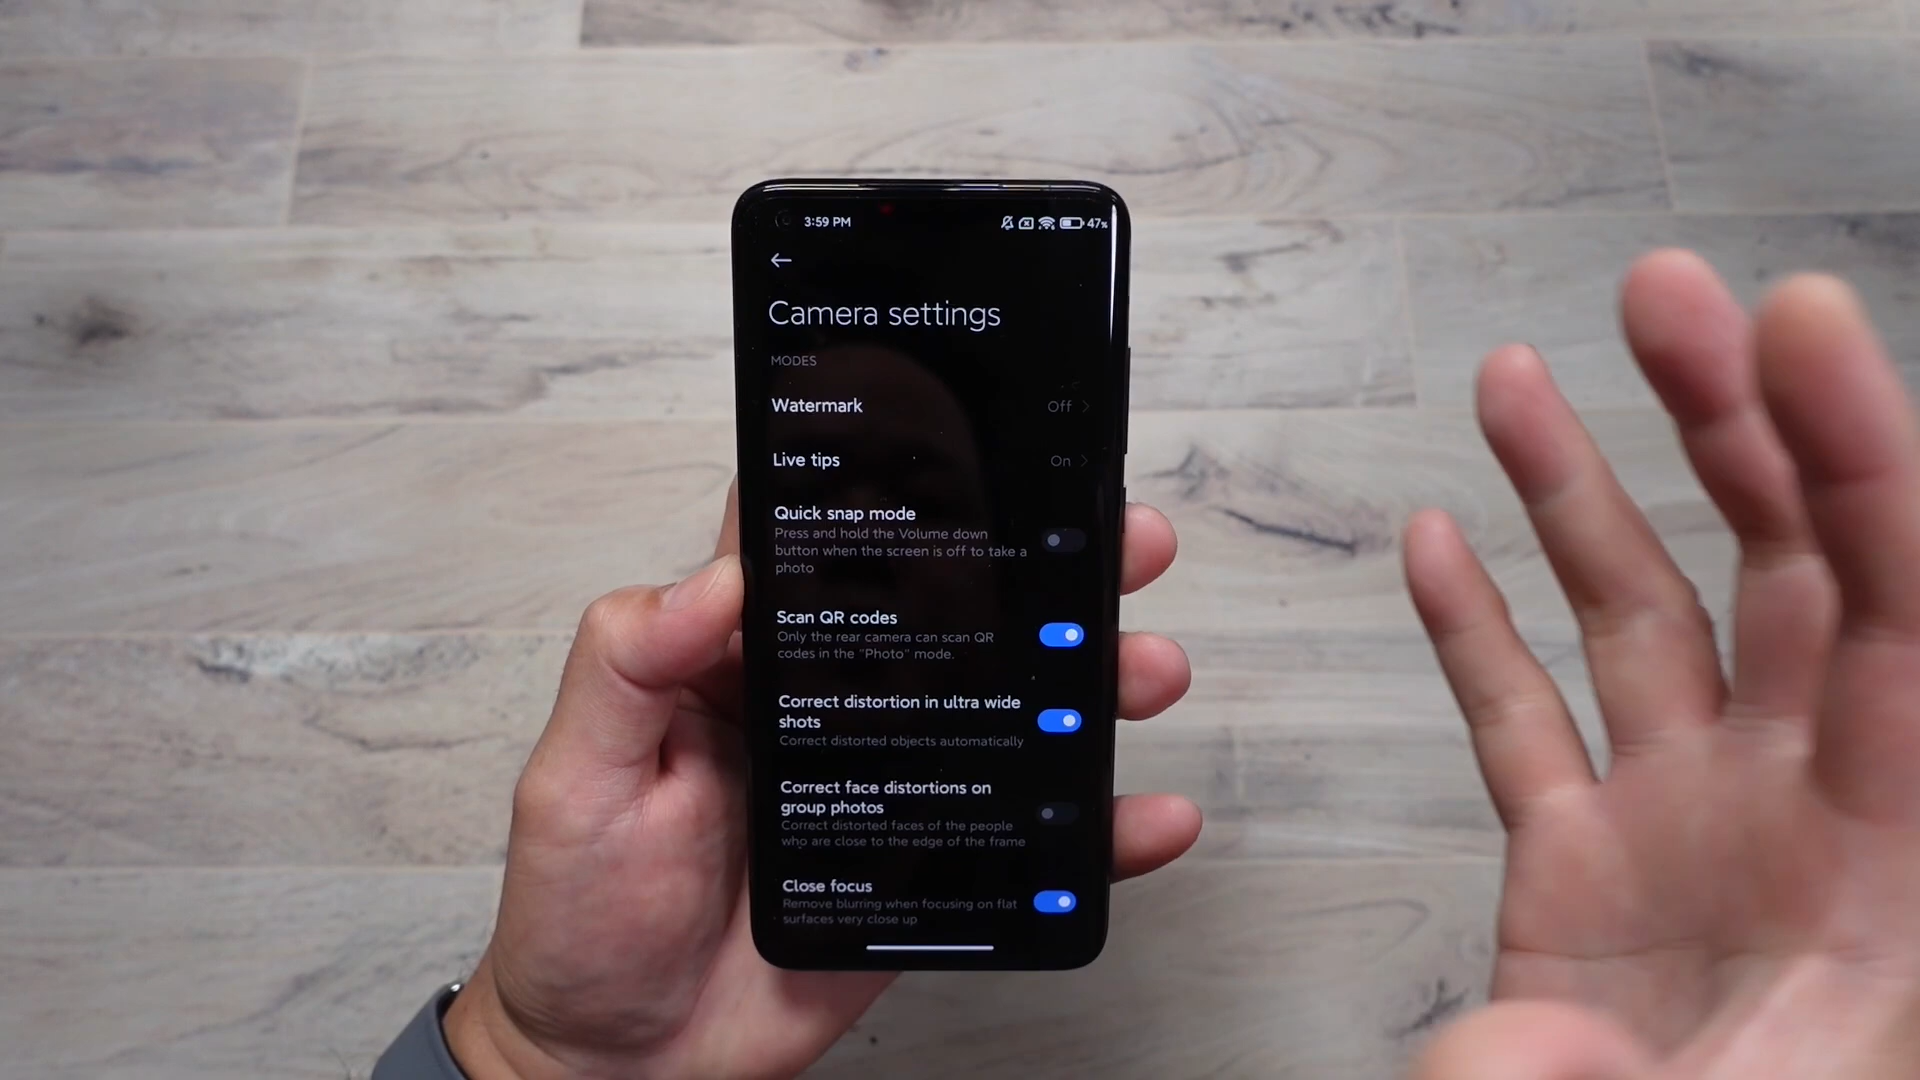 3:59 PM 47%
Camera settings
MODES
Watermark Off
Live tips On
Quick snap mode
Press and hold the Volume down
button when the screen is off to take a
photo
Scan QR codes
Only the rear camera can scan QR
codes in the “Photo” mode.
Correct distortion in ultra wide
shots
Correct distorted objects automatically
Correct face distortions on
group photos
Correct distorted faces of the people
who are close to the edge of the frame
Close focus
Remove blurring when focusing on flat
surfaces very close up